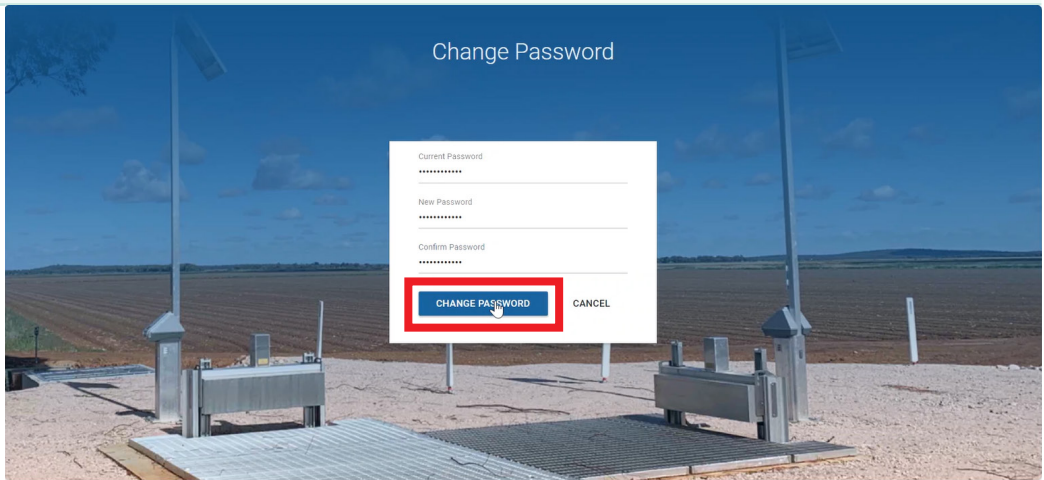 Change Password
Current Password
••••••••••••
New Password
••••••••••••
Confirm Password
••••••••••••
CHANGE PASSWORD CANCEL